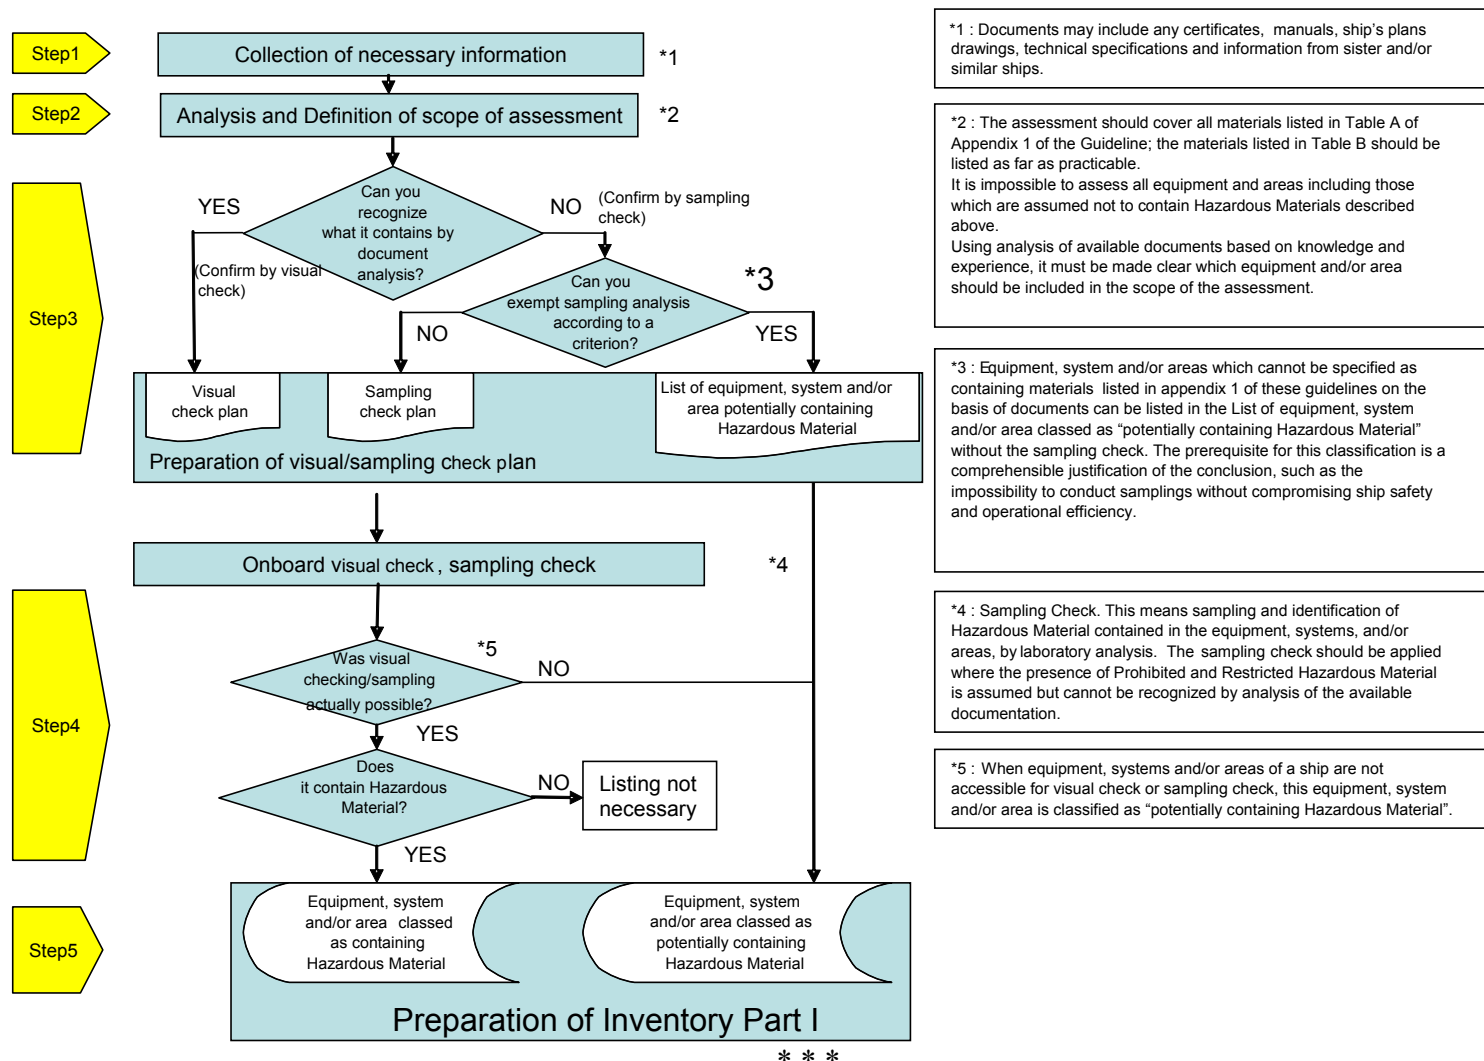 Step1
Collection of necessary information
*1
Step2
Analysis and Definition of scope of assessment
*2
Step3
Can you
recognize
what it contains by
document
analysis?
YES
(Confirm by visual
check)
NO
(Confirm by sampling
check)
*3
Can you
exempt sampling analysis
according to a
criterion?
NO
YES
Visual
check plan
Sampling
check plan
List of equipment, system and/or
area potentially containing
Hazardous Material
Preparation of visual/sampling check plan
Step4
Onboard visual check , sampling check
*4
Was visual
checking/sampling
actually possible?
*5
NO
YES
Does
it contain Hazardous
Material?
NO
Listing not
necessary
YES
Step5
Equipment, system
and/or area classed
as containing
Hazardous Material
Equipment, system
and/or area classed as
potentially containing
Hazardous Material
Preparation of Inventory Part I
* * *
*1 : Documents may include any certificates, manuals, ship's plans
drawings, technical specifications and information from sister and/or
similar ships.
*2 : The assessment should cover all materials listed in Table A of
Appendix 1 of the Guideline; the materials listed in Table B should be
listed as far as practicable.
It is impossible to assess all equipment and areas including those
which are assumed not to contain Hazardous Materials described
above.
Using analysis of available documents based on knowledge and
experience, it must be made clear which equipment and/or area
should be included in the scope of the assessment.
*3 : Equipment, system and/or areas which cannot be specified as
containing materials listed in appendix 1 of these guidelines on the
basis of documents can be listed in the List of equipment, system
and/or area classed as “potentially containing Hazardous Material”
without the sampling check. The prerequisite for this classification is a
comprehensible justification of the conclusion, such as the
impossibility to conduct samplings without compromising ship safety
and operational efficiency.
*4 : Sampling Check. This means sampling and identification of
Hazardous Material contained in the equipment, systems, and/or
areas, by laboratory analysis. The sampling check should be applied
where the presence of Prohibited and Restricted Hazardous Material
is assumed but cannot be recognized by analysis of the available
documentation.
*5 : When equipment, systems and/or areas of a ship are not
accessible for visual check or sampling check, this equipment, system
and/or area is classified as “potentially containing Hazardous Material”.